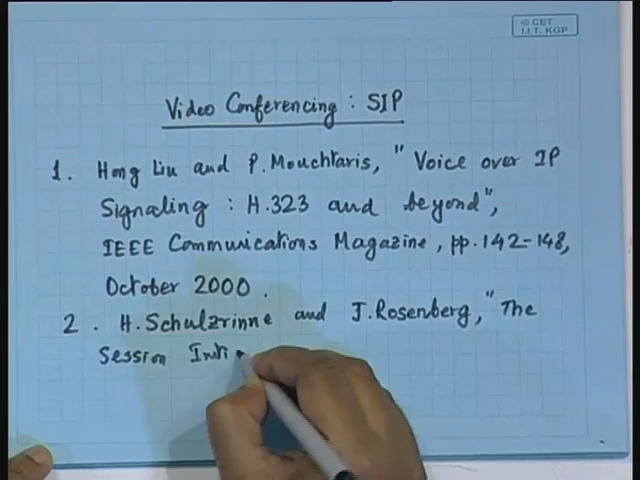 © CET
I.I.T. KGP
Video Conferencing : SIP
1. Hong Liu and P. Mouchtaris, "Voice over IP
Signaling : H.323 and beyond",
IEEE Communications Magazine, pp. 142-148,
October 2000.
2. H. Schulzrinne and J. Rosenberg, "The
Session Initi